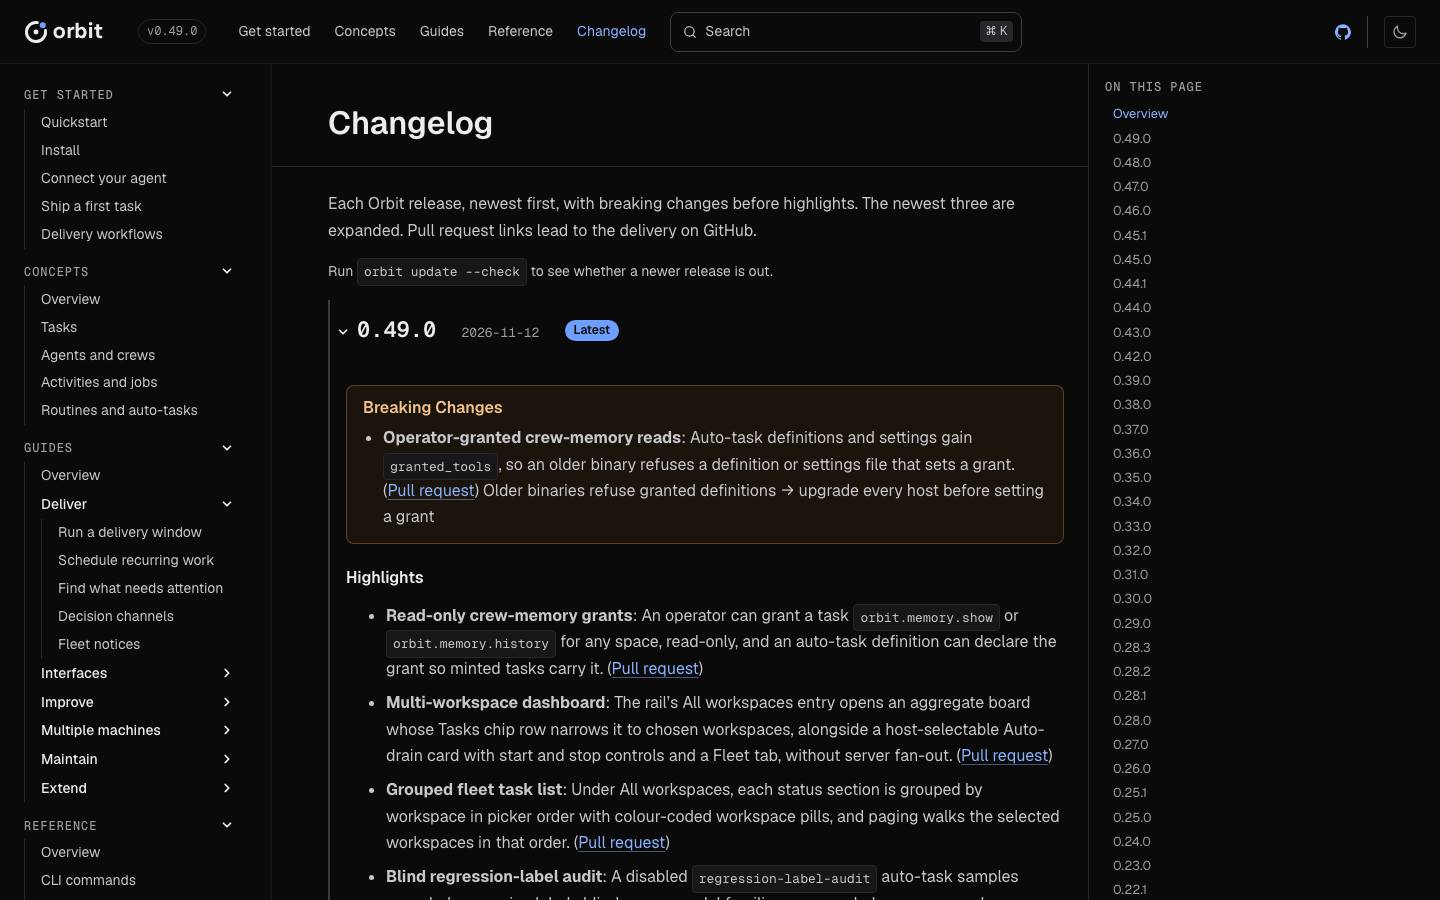 orbit
v0.49.0
Get started
Concepts
Guides
Reference
Changelog
Search
⌘ K
GET STARTED
Quickstart
Install
Connect your agent
Ship a first task
Delivery workflows
CONCEPTS
Overview
Tasks
Agents and crews
Activities and jobs
Routines and auto-tasks
GUIDES
Overview
Deliver
Run a delivery window
Schedule recurring work
Find what needs attention
Decision channels
Fleet notices
Interfaces
Improve
Multiple machines
Maintain
Extend
REFERENCE
Overview
CLI commands
Changelog
Each Orbit release, newest first, with breaking changes before highlights. The newest three are
expanded. Pull request links lead to the delivery on GitHub.
Run orbit update --check to see whether a newer release is out.
0.49.0 2026-11-12 Latest
Breaking Changes
• Operator-granted crew-memory reads: Auto-task definitions and settings gain
granted_tools, so an older binary refuses a definition or settings file that sets a grant.
(Pull request) Older binaries refuse granted definitions → upgrade every host before setting
a grant
Highlights
• Read-only crew-memory grants: An operator can grant a task orbit.memory.show or
orbit.memory.history for any space, read-only, and an auto-task definition can declare the
grant so minted tasks carry it. (Pull request)
• Multi-workspace dashboard: The rail's All workspaces entry opens an aggregate board
whose Tasks chip row narrows it to chosen workspaces, alongside a host-selectable Auto-
drain card with start and stop controls and a Fleet tab, without server fan-out. (Pull request)
• Grouped fleet task list: Under All workspaces, each status section is grouped by
workspace in picker order with colour-coded workspace pills, and paging walks the selected
workspaces in that order. (Pull request)
• Blind regression-label audit: A disabled regression-label-audit auto-task samples
ON THIS PAGE
Overview
0.49.0
0.48.0
0.47.0
0.46.0
0.45.1
0.45.0
0.44.1
0.44.0
0.43.0
0.42.0
0.39.0
0.38.0
0.37.0
0.36.0
0.35.0
0.34.0
0.33.0
0.32.0
0.31.0
0.30.0
0.29.0
0.28.3
0.28.2
0.28.1
0.28.0
0.27.0
0.26.0
0.25.1
0.25.0
0.24.0
0.23.0
0.22.1